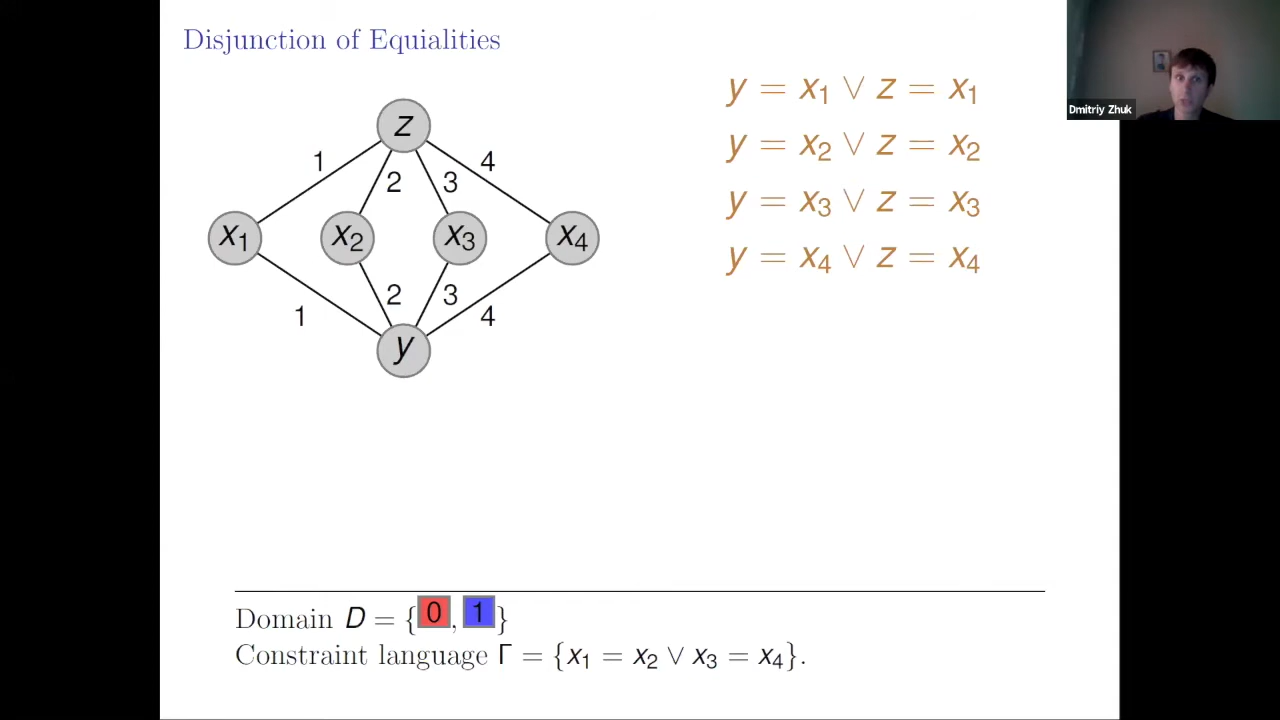 Disjunction of Equialities
y = x₁ ∨ z = x₁
y = x₂ ∨ z = x₂
y = x₃ ∨ z = x₃
y = x₄ ∨ z = x₄
Dmitriy Zhuk
z
1 2 3 4
x₁ x₂ x₃ x₄
1 2 3 4
y
Domain D = {0, 1}
Constraint language Γ = {x₁ = x₂ ∨ x₃ = x₄}.